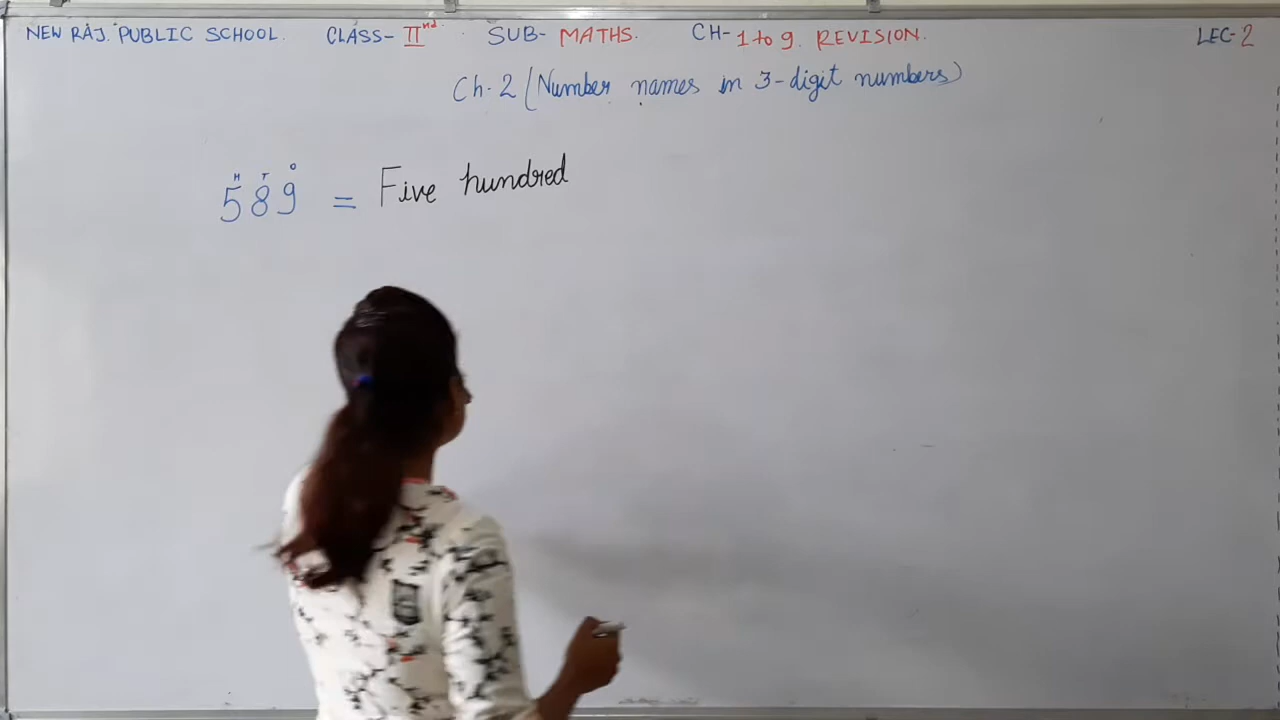 NEW RAJ. PUBLIC SCHOOL. CLASS- IInd. SUB- MATHS. CH- 1 to 9. REVISION. LEC-2
Ch. 2 (Number names in 3-digit numbers)
H T O
589 = Five hundred